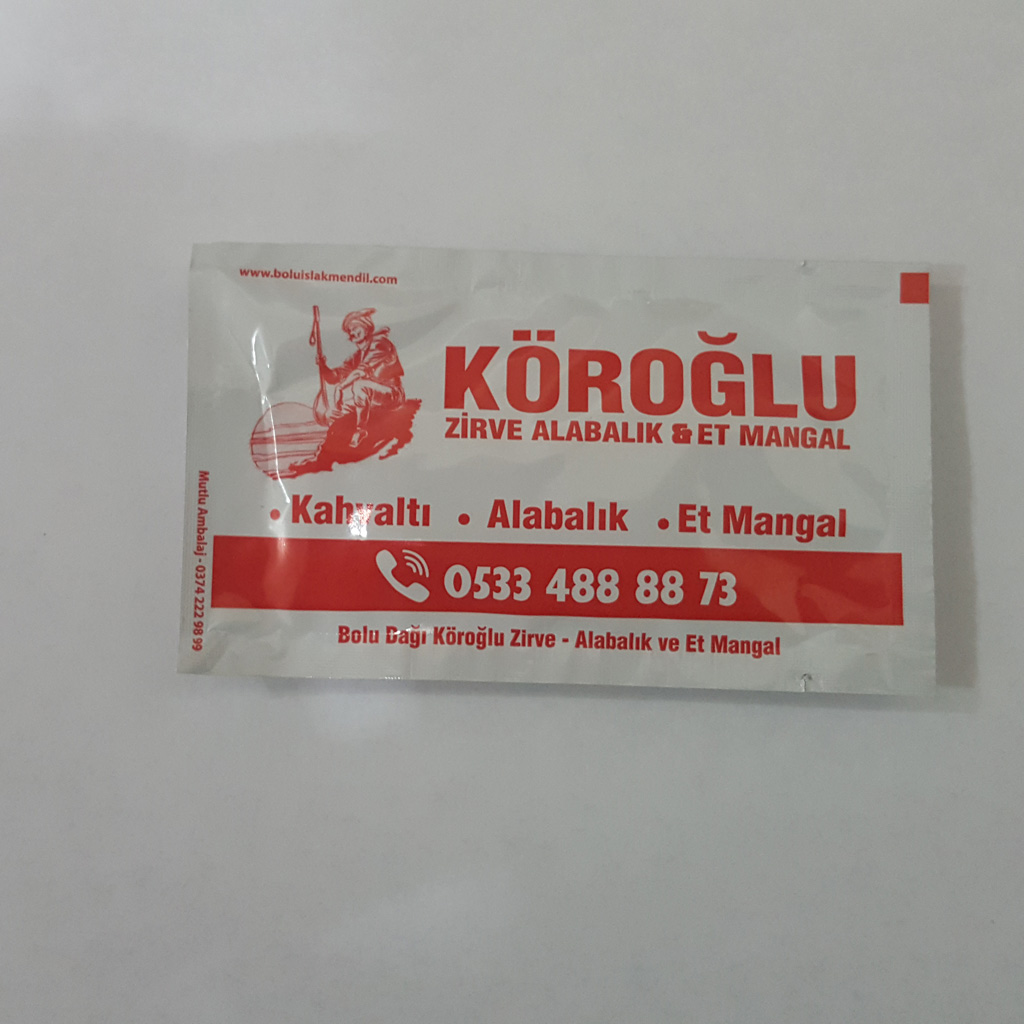 www.boluislakmendil.com
KÖROĞLU
ZİRVE ALABALIK & ET MANGAL
• Kahvaltı • Alabalık • Et Mangal
0533 488 88 73
Bolu Dağı Köroğlu Zirve - Alabalık ve Et Mangal
Mutlu Ambalaj - 0374 222 98 99